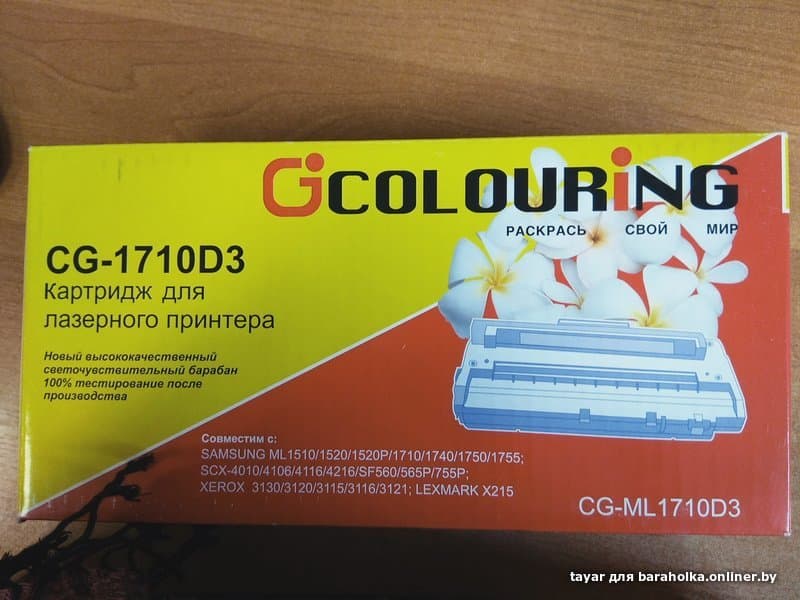 COLOURiNG
РАСКРАСЬ СВОЙ МИР
CG-1710D3
Картридж для
лазерного принтера
Новый высококачественный
светочувствительный барабан
100% тестирование после
производства
Совместим с:
SAMSUNG ML1510/1520/1520P/1710/1740/1750/1755;
SCX-4010/4106/4116/4216/SF560/565P/755P;
XEROX 3130/3120/3115/3116/3121; LEXMARK X215
CG-ML1710D3
tayar для baraholka.onliner.by